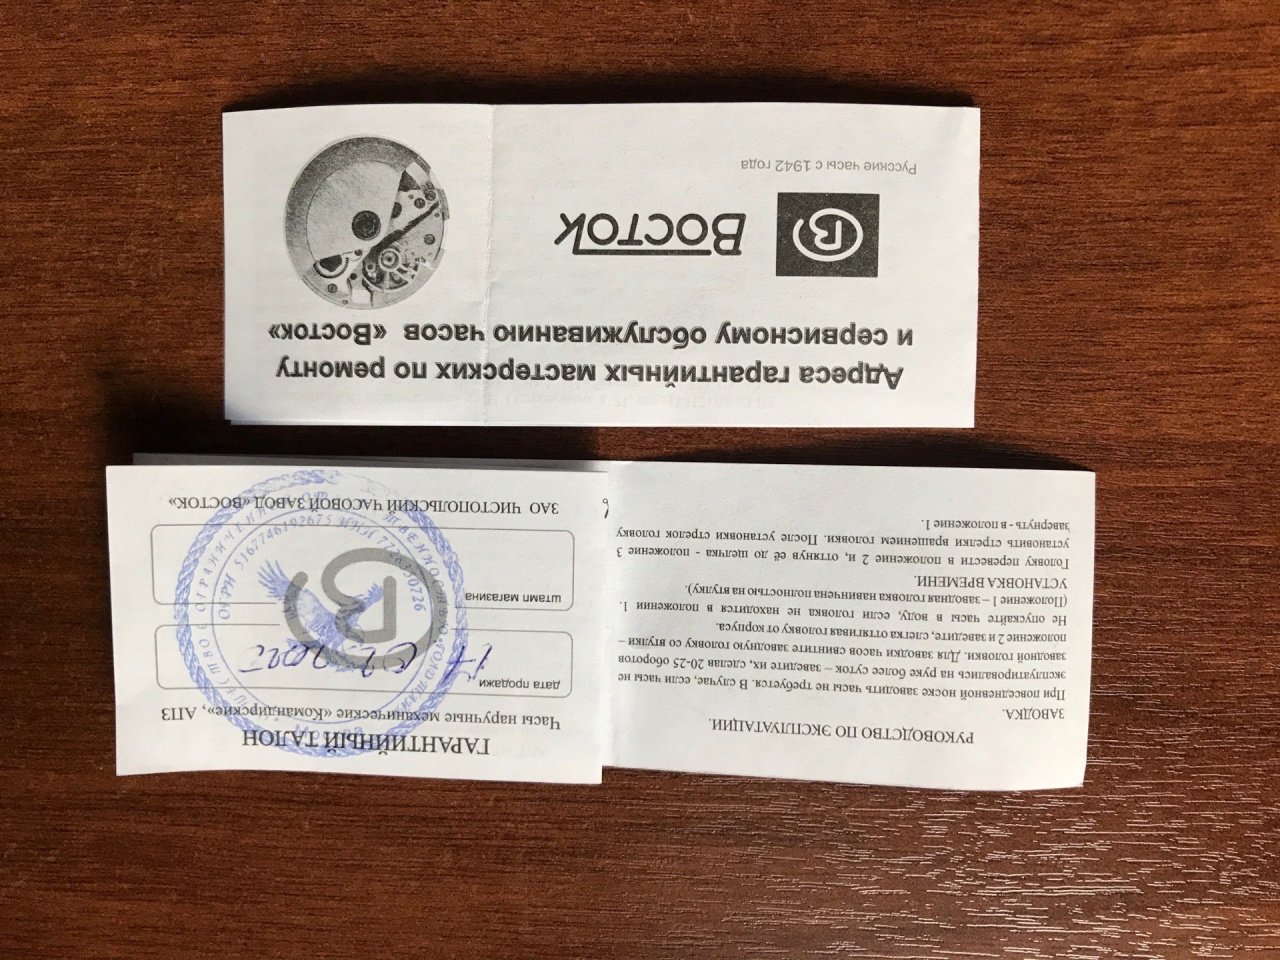 Адреса гарантийных мастерских по ремонту
и сервисному обслуживанию часов «Восток»
В
Восток
Русские часы с 1942 года
РУКОВОДСТВО ПО ЭКСПЛУАТАЦИИ.
ЗАВОДКА.
При повседневной носке заводить часы не требуется. В случае, если часы не
эксплуатировались на руке более суток – заведите их, сделав 20-25 оборотов
заводной головки. Для заводки часов свинтите заводную головку со втулки –
положение 2 и заведите, слегка оттягивая головку от корпуса.
Не опускайте часы в воду, если головка не находится в положении 1.
(Положение 1 – заводная головка навинчена полностью на втулку).
УСТАНОВКА ВРЕМЕНИ.
Головку перевести в положение 2 и, оттянув её до щелчка - положение 3
установить стрелки вращением головки. После установки стрелок головку
завернуть - в положение 1.
ГАРАНТИЙНЫЙ ТАЛОН
Часы наручные механические «Командирские», АПЗ
дата продажи
штамп магазина
В
ЗАО ЧИСТОПОЛЬСКИЙ ЧАСОВОЙ ЗАВОД «ВОСТОК»
ОГРН 5167746192675 ИНН